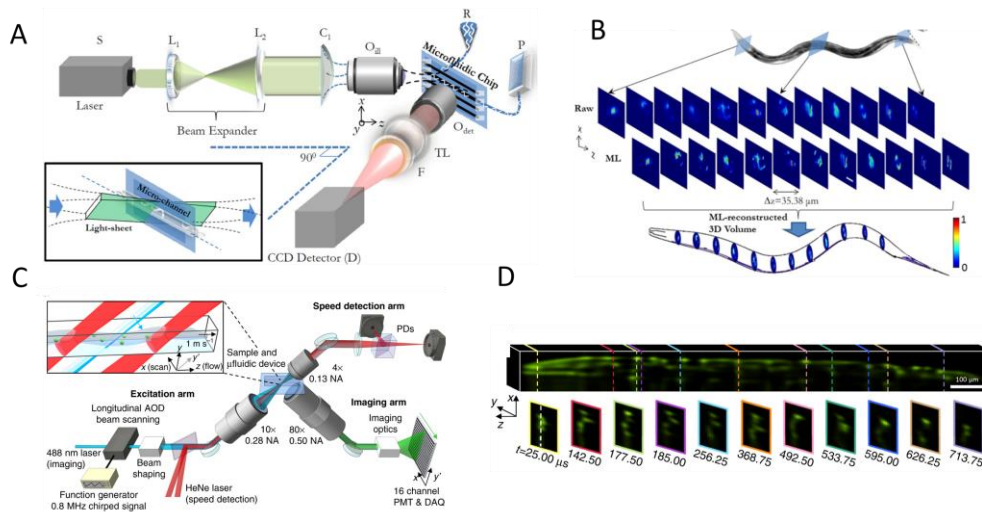 A
S
L₁
L₂
C₁
O_ill
R
P
Microfluidic Chip
Laser
Beam Expander
x
y
z
O_det
TL
F
90⁰
Micro-channel
Light-sheet
CCD Detector (D)
B
Raw
x
z
ML
Δz=35.38 μm
ML-reconstructed
3D Volume
1
0
C
Speed detection arm
PDs
1 m s⁻
y
y'
x (scan)
z (flow)
Sample and
μfluidic device
4×
0.13 NA
Excitation arm
Imaging arm
Longitudinal AOD
beam scanning
10×
0.28 NA
80×
0.50 NA
Imaging
optics
488 nm laser
(imaging)
Beam
shaping
Function generator
0.8 MHz chirped signal
HeNe laser
(speed detection)
x
y'
16 channel
PMT & DAQ
D
100 μm
x
y
z
t=25.00 μs
142.50
177.50
185.00
256.25
368.75
492.50
533.75
595.00
626.25
713.75